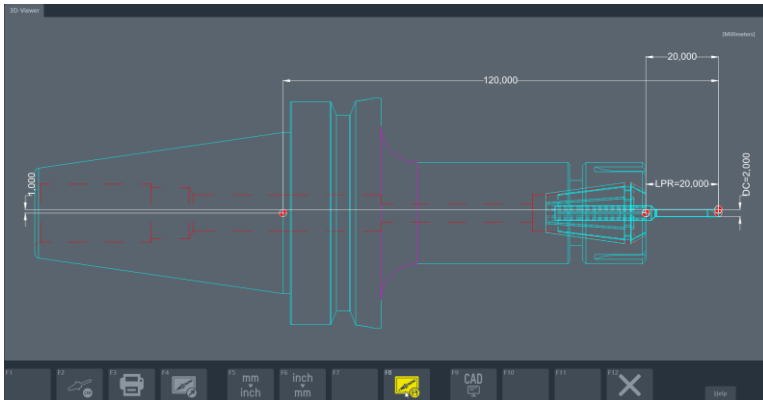 3D-Viewer
[Millimeters]
20,000
120,000
1,000
LPR=20,000
DC=2,000
F1
F2
F3
F4
F5
mm
inch
F6
inch
mm
F7
F8
F9
CAD
F10
F11
F12
Help